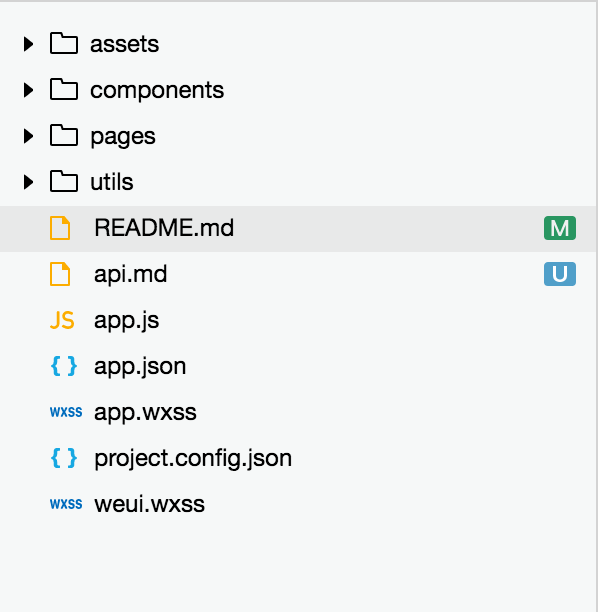 assets
components
pages
utils
README.md M
api.md U
JS app.js
{ } app.json
wxss app.wxss
{ } project.config.json
wxss weui.wxss